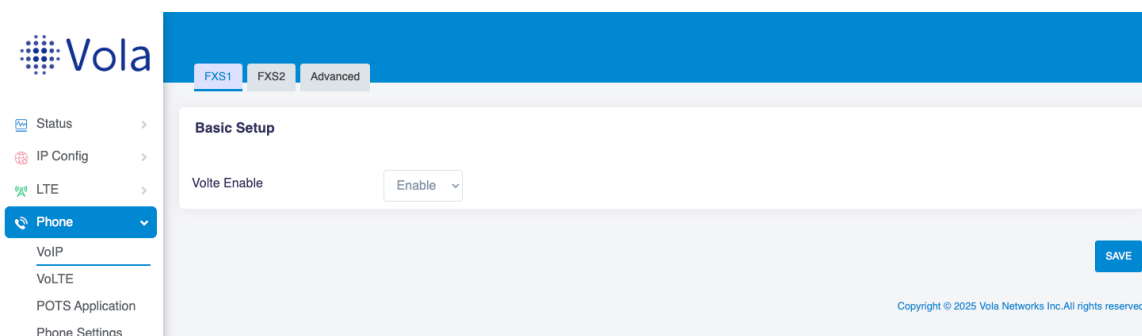 Vola
FXS1
FXS2
Advanced
Status
IP Config
LTE
Phone
VoIP
VoLTE
POTS Application
Phone Settings
Basic Setup
Volte Enable
Enable
SAVE
Copyright © 2025 Vola Networks Inc.All rights reserved